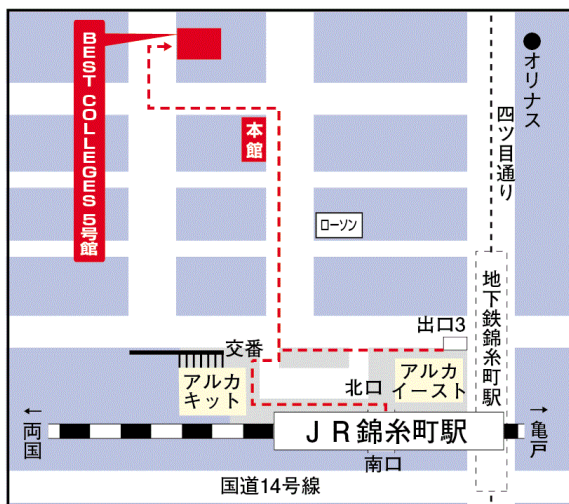 BEST COLLEGES 5号館
本館
オリナス
四ツ目通り
ローソン
地下鉄錦糸町駅
出口3
交番
アルカ
キット
北口
アルカ
イースト
←
両国
JR錦糸町駅
→
亀戸
南口
国道14号線